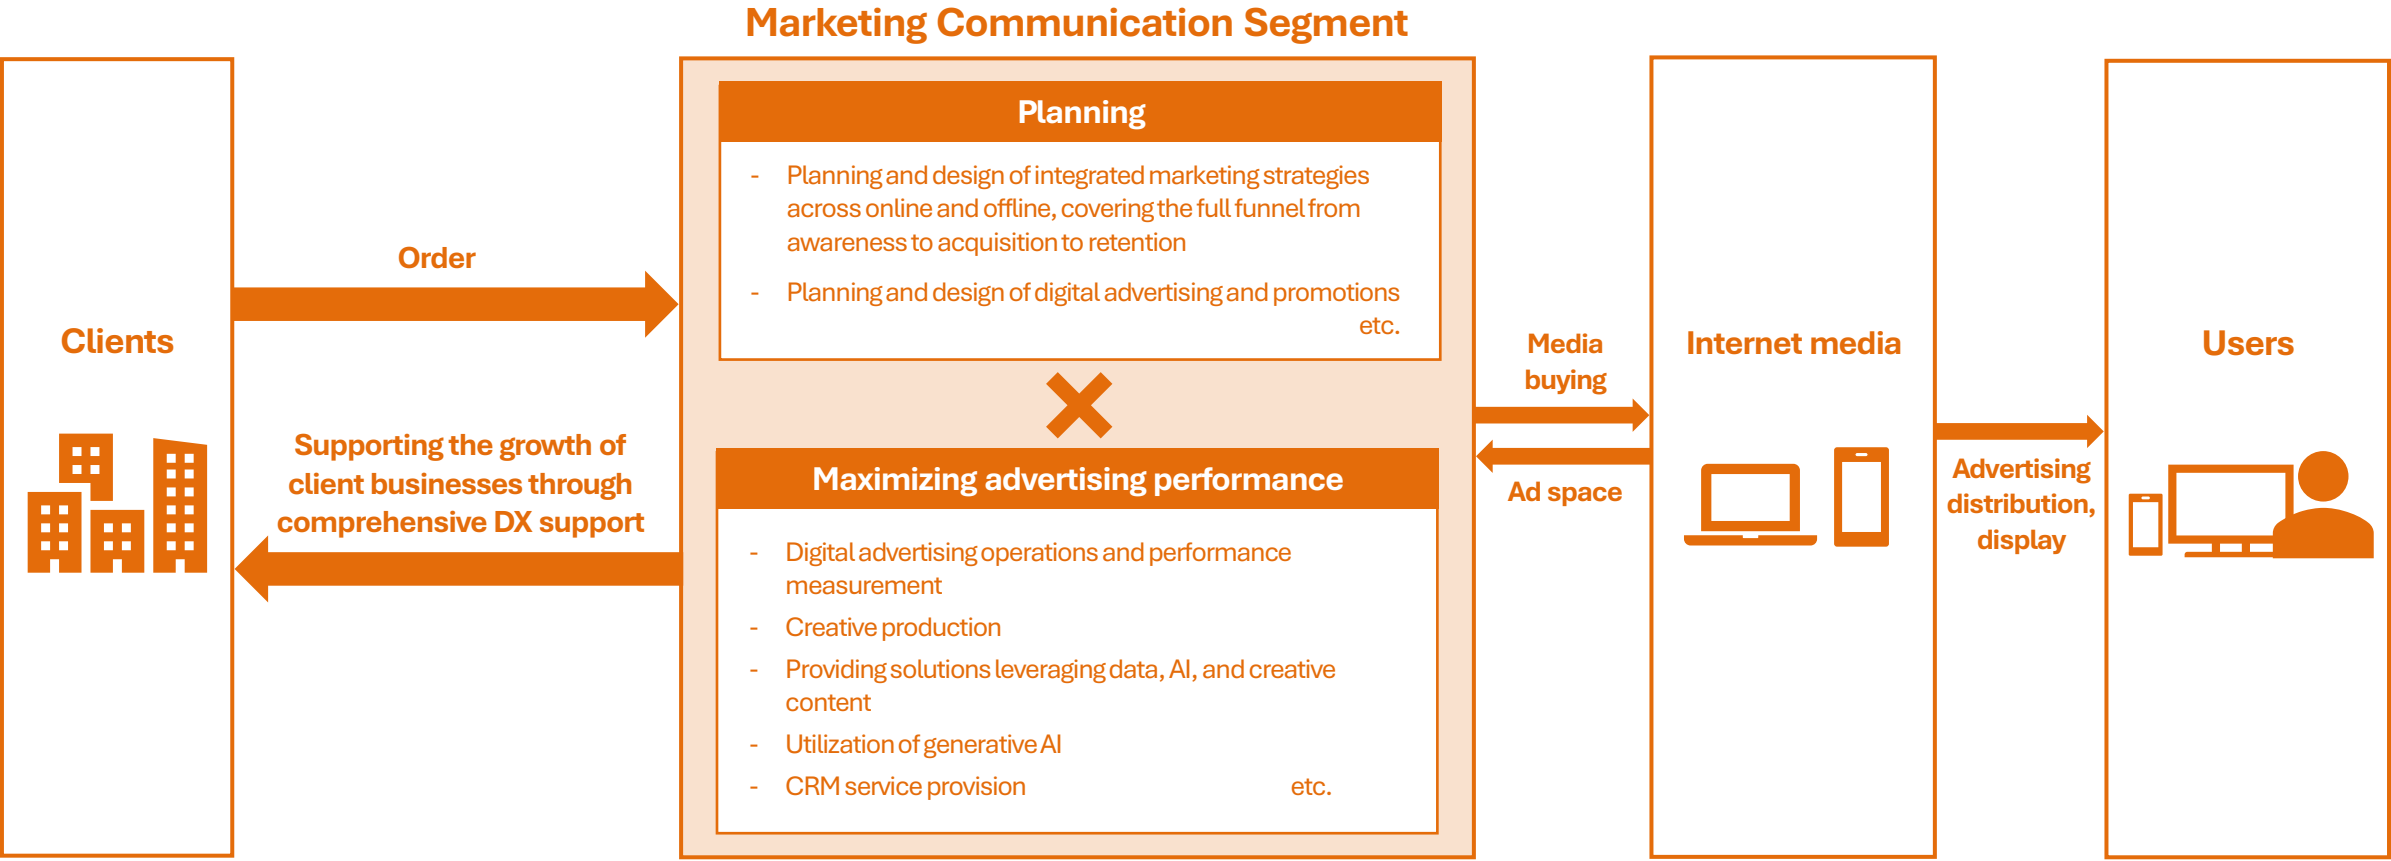 Marketing Communication Segment
Clients
Order
Supporting the growth of
client businesses through
comprehensive DX support
Planning
- Planning and design of integrated marketing strategies
across online and offline, covering the full funnel from
awareness to acquisition to retention
- Planning and design of digital advertising and promotions
etc.
Maximizing advertising performance
- Digital advertising operations and performance
measurement
- Creative production
- Providing solutions leveraging data, AI, and creative
content
- Utilization of generative AI
- CRM service provision etc.
Media
buying
Ad space
Internet media
Advertising
distribution,
display
Users